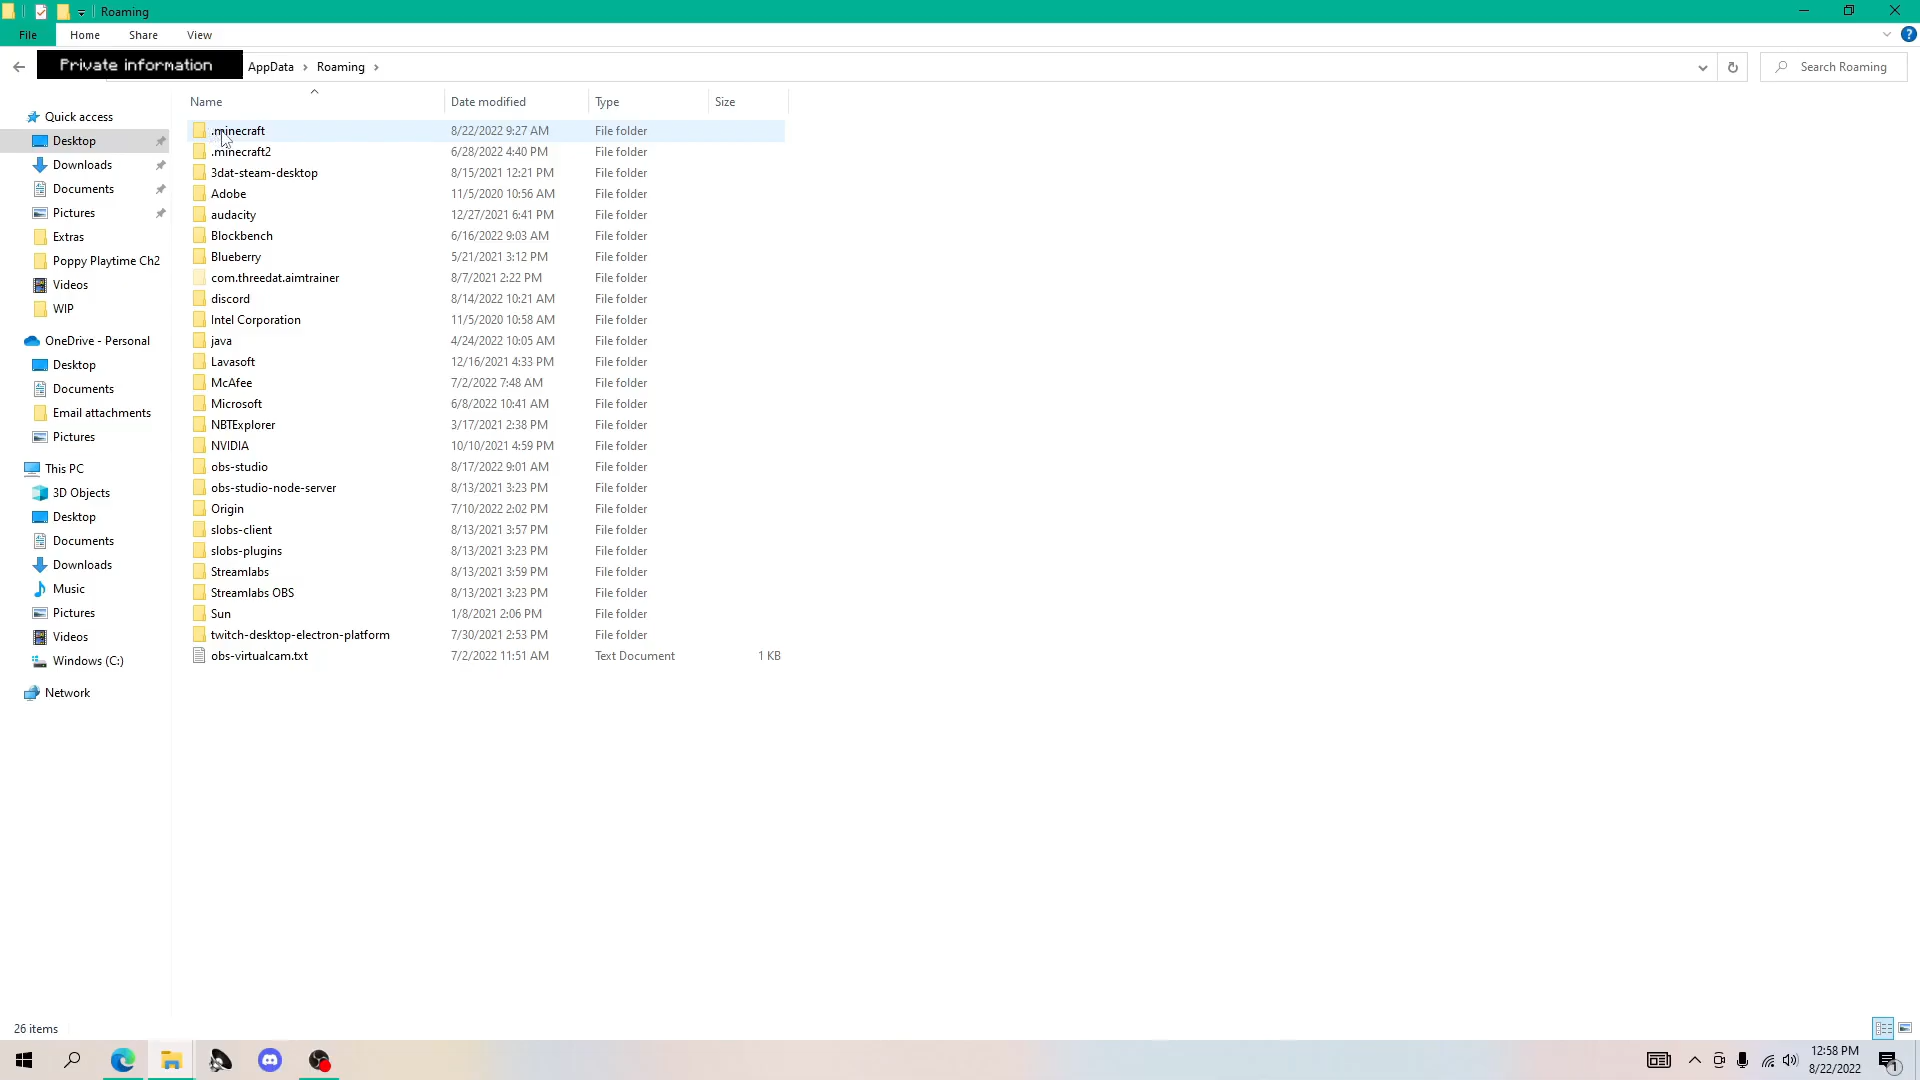 Roaming
File Home Share View
Private information AppData Roaming Search Roaming
Name Date modified Type Size
Quick access
Desktop
Downloads
Documents
Pictures
Extras
Poppy Playtime Ch2
Videos
WIP
OneDrive - Personal
Desktop
Documents
Email attachments
Pictures
This PC
3D Objects
Desktop
Documents
Downloads
Music
Pictures
Videos
Windows (C:)
Network
.minecraft 8/22/2022 9:27 AM File folder
.minecraft2 6/28/2022 4:40 PM File folder
3dat-steam-desktop 8/15/2021 12:21 PM File folder
Adobe 11/5/2020 10:56 AM File folder
audacity 12/27/2021 6:41 PM File folder
Blockbench 6/16/2022 9:03 AM File folder
Blueberry 5/21/2021 3:12 PM File folder
com.threedat.aimtrainer 8/7/2021 2:22 PM File folder
discord 8/14/2022 10:21 AM File folder
Intel Corporation 11/5/2020 10:58 AM File folder
java 4/24/2022 10:05 AM File folder
Lavasoft 12/16/2021 4:33 PM File folder
McAfee 7/2/2022 7:48 AM File folder
Microsoft 6/8/2022 10:41 AM File folder
NBTExplorer 3/17/2021 2:38 PM File folder
NVIDIA 10/10/2021 4:59 PM File folder
obs-studio 8/17/2022 9:01 AM File folder
obs-studio-node-server 8/13/2021 3:23 PM File folder
Origin 7/10/2022 2:02 PM File folder
slobs-client 8/13/2021 3:57 PM File folder
slobs-plugins 8/13/2021 3:23 PM File folder
Streamlabs 8/13/2021 3:59 PM File folder
Streamlabs OBS 8/13/2021 3:23 PM File folder
Sun 1/8/2021 2:06 PM File folder
twitch-desktop-electron-platform 7/30/2021 2:53 PM File folder
obs-virtualcam.txt 7/2/2022 11:51 AM Text Document 1 KB
26 items
12:58 PM
8/22/2022
1